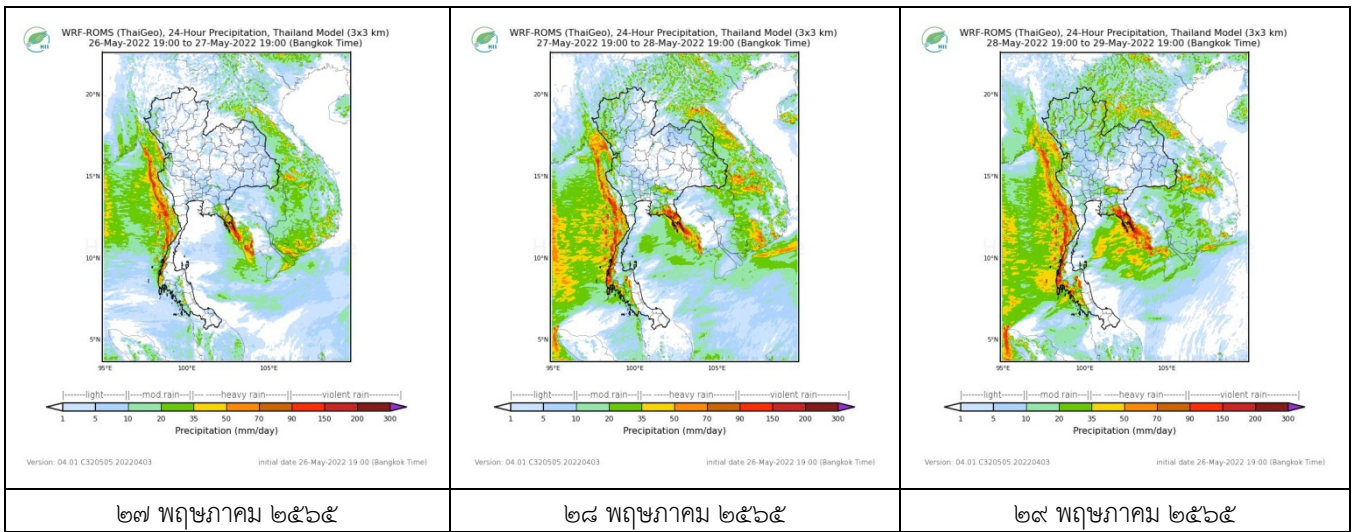 WRF-ROMS (ThaiGeo), 24-Hour Precipitation, Thailand Model (3x3 km)
26-May-2022 19:00 to 27-May-2022 19:00 (Bangkok Time)
20°N
15°N
10°N
5°N
95°E 100°E 105°E
|------light------||---mod.rain---||--- ----heavy rain-----||------violent rain------|
1 5 10 20 35 50 70 90 150 200 300
Precipitation (mm/day)
Version: 04.01.C320505.20220403 initial date 26-May-2022 19:00 (Bangkok Time)
๒๗ พฤษภาคม ๒๕๖๕
WRF-ROMS (ThaiGeo), 24-Hour Precipitation, Thailand Model (3x3 km)
27-May-2022 19:00 to 28-May-2022 19:00 (Bangkok Time)
20°N
15°N
10°N
5°N
95°E 100°E 105°E
|------light------||---mod.rain---||--- ----heavy rain-----||------violent rain------|
1 5 10 20 35 50 70 90 150 200 300
Precipitation (mm/day)
Version: 04.01.C320505.20220403 initial date 26-May-2022 19:00 (Bangkok Time)
๒๘ พฤษภาคม ๒๕๖๕
WRF-ROMS (ThaiGeo), 24-Hour Precipitation, Thailand Model (3x3 km)
28-May-2022 19:00 to 29-May-2022 19:00 (Bangkok Time)
20°N
15°N
10°N
5°N
95°E 100°E 105°E
|------light------||---mod.rain---||--- ----heavy rain-----||------violent rain------|
1 5 10 20 35 50 70 90 150 200 300
Precipitation (mm/day)
Version: 04.01.C320505.20220403 initial date 26-May-2022 19:00 (Bangkok Time)
๒๙ พฤษภาคม ๒๕๖๕